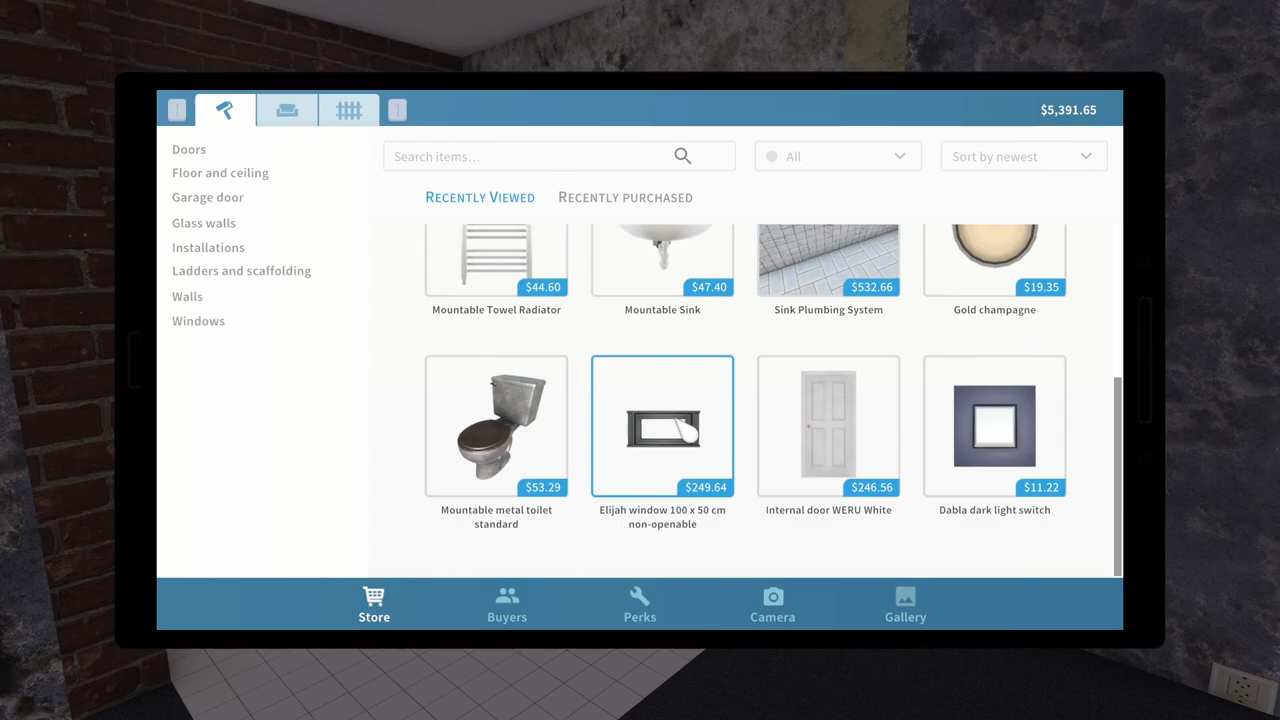 $5,391.65
Doors
Floor and ceiling
Garage door
Glass walls
Installations
Ladders and scaffolding
Walls
Windows
Search items...
All
Sort by newest
RECENTLY VIEWED
RECENTLY PURCHASED
$44.60
$47.40
$532.66
$19.35
Mountable Towel Radiator
Mountable Sink
Sink Plumbing System
Gold champagne
$53.29
$249.64
$246.56
$11.22
Mountable metal toilet
standard
Elijah window 100 x 50 cm
non-openable
Internal door WERU White
Dabla dark light switch
Store
Buyers
Perks
Camera
Gallery